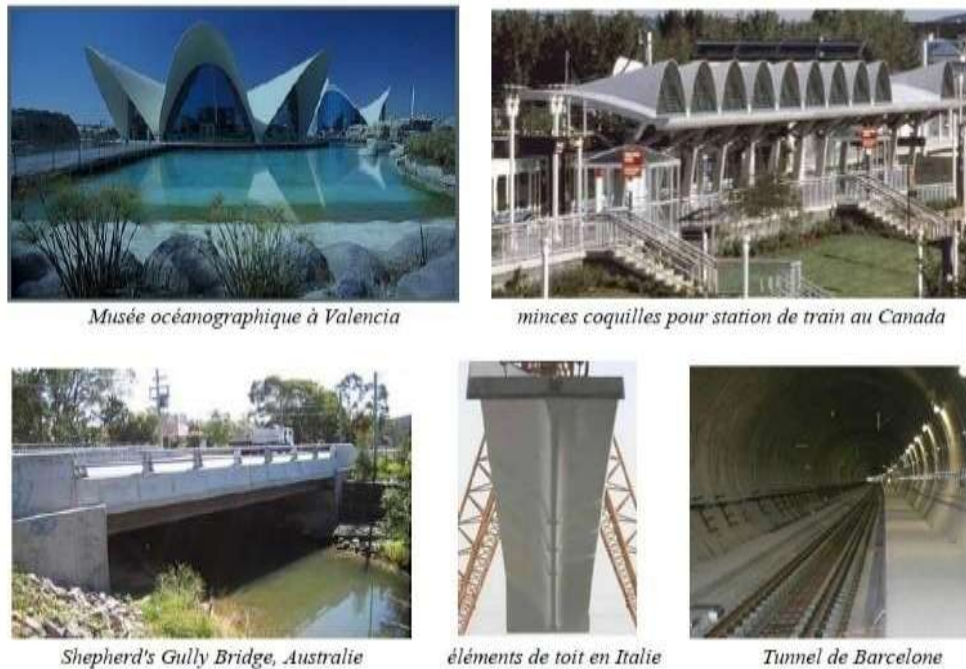 Musée océanographique à Valencia
minces coquilles pour station de train au Canada
Shepherd's Gully Bridge, Australie
éléments de toit en Italie
Tunnel de Barcelone